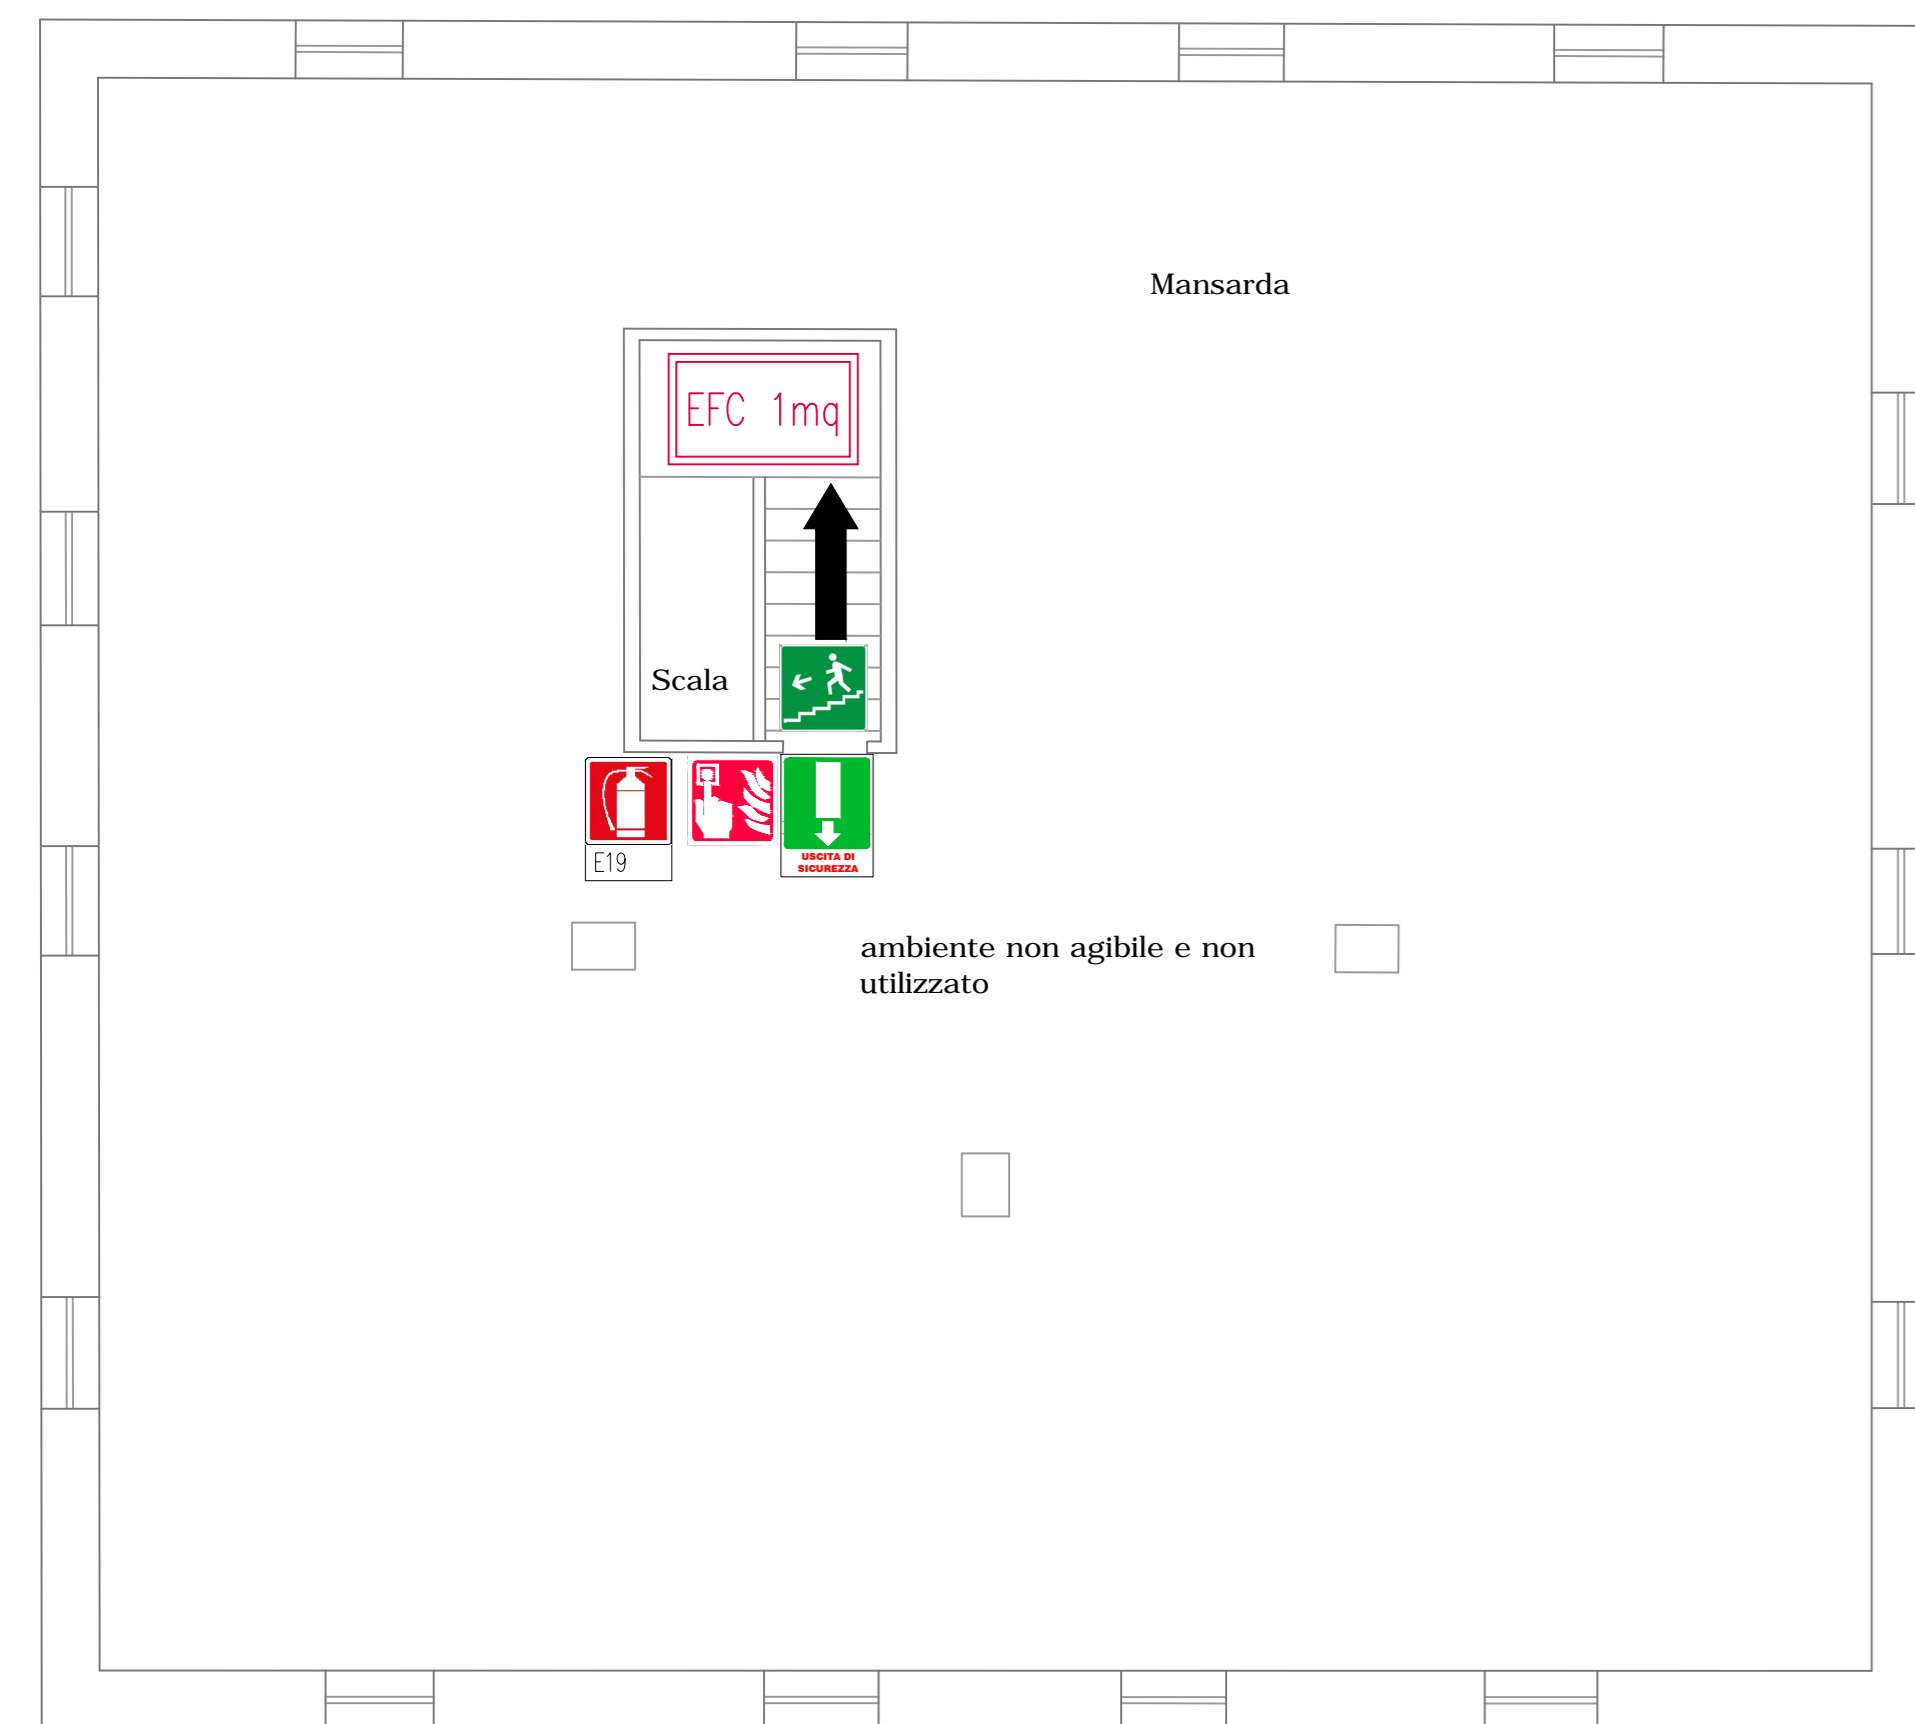 Mansarda
EFC 1mq
Scala
E19
USCITA DI
SICUREZZA
ambiente non agibile e non
utilizzato